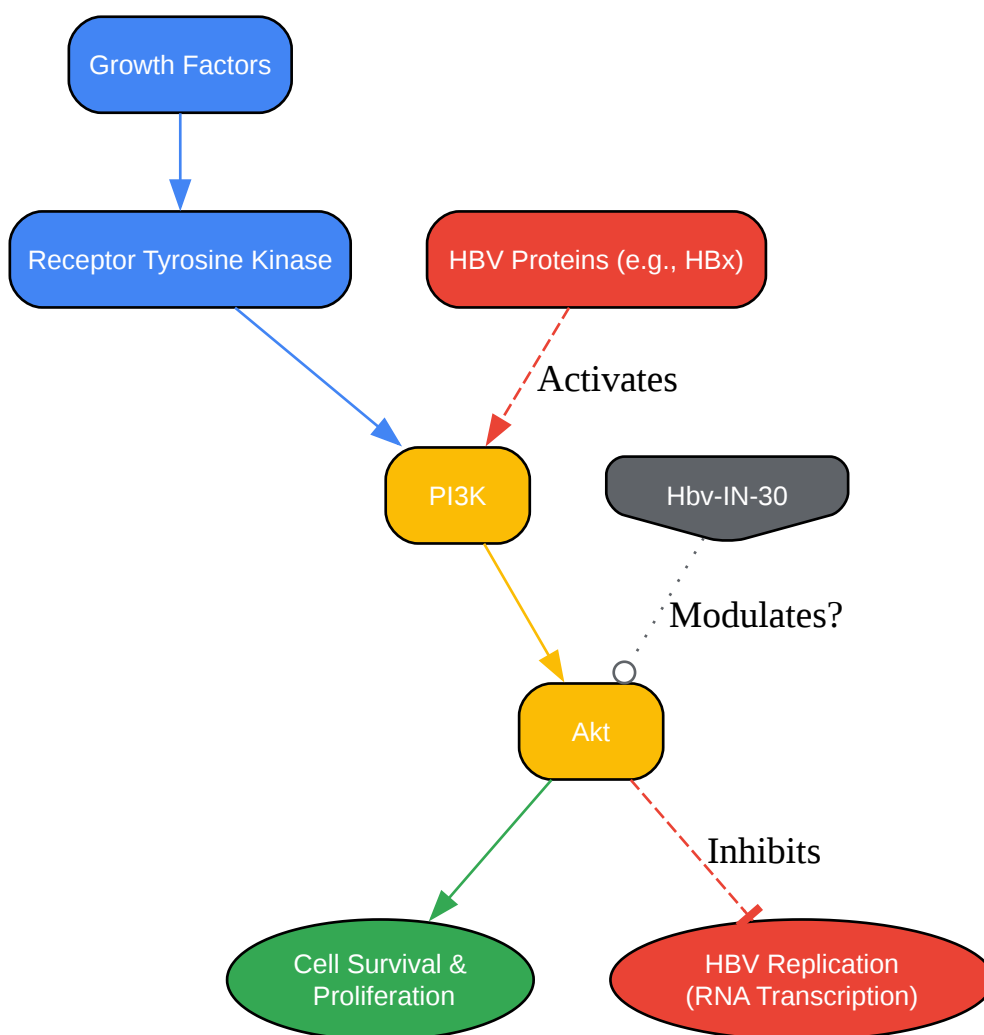 Growth Factors
Receptor Tyrosine Kinase
HBV Proteins (e.g., HBx)
Activates
PI3K
Hbv-IN-30
Modulates?
Akt
Inhibits
Cell Survival &
Proliferation
HBV Replication
(RNA Transcription)